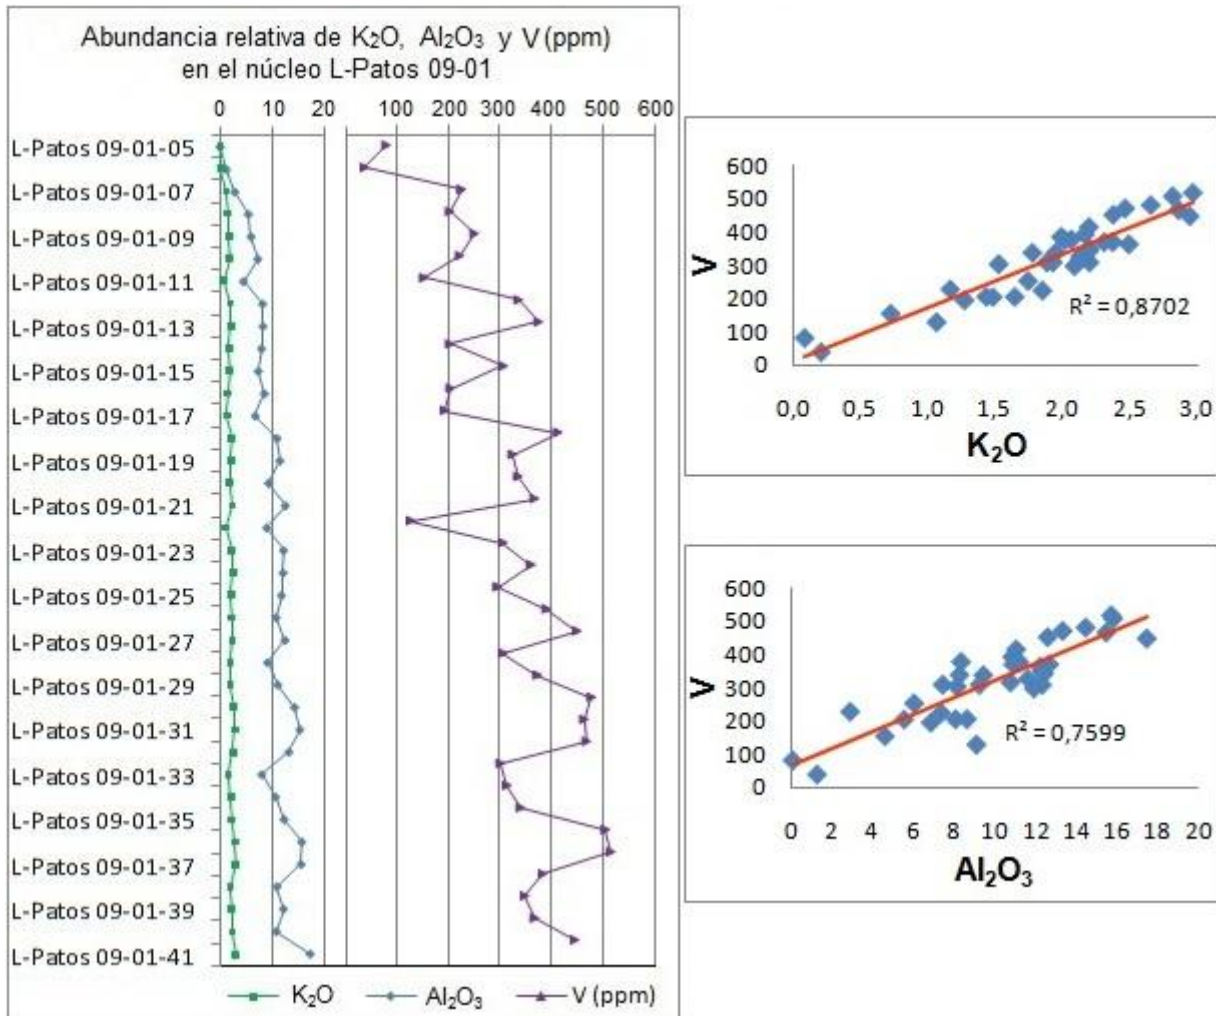 Abundancia relativa de K₂O, Al₂O₃ y V (ppm)
en el núcleo L-Patos 09-01
0 10 20 100 200 300 400 500 600
L-Patos 09-01-05
L-Patos 09-01-07
L-Patos 09-01-09
L-Patos 09-01-11
L-Patos 09-01-13
L-Patos 09-01-15
L-Patos 09-01-17
L-Patos 09-01-19
L-Patos 09-01-21
L-Patos 09-01-23
L-Patos 09-01-25
L-Patos 09-01-27
L-Patos 09-01-29
L-Patos 09-01-31
L-Patos 09-01-33
L-Patos 09-01-35
L-Patos 09-01-37
L-Patos 09-01-39
L-Patos 09-01-41
K₂O Al₂O₃ V (ppm)
600
500
400
300
200
100
0
V
R² = 0,8702
0,0 0,5 1,0 1,5 2,0 2,5 3,0
K₂O
600
500
400
300
200
100
0
V
R² = 0,7599
0 2 4 6 8 10 12 14 16 18 20
Al₂O₃